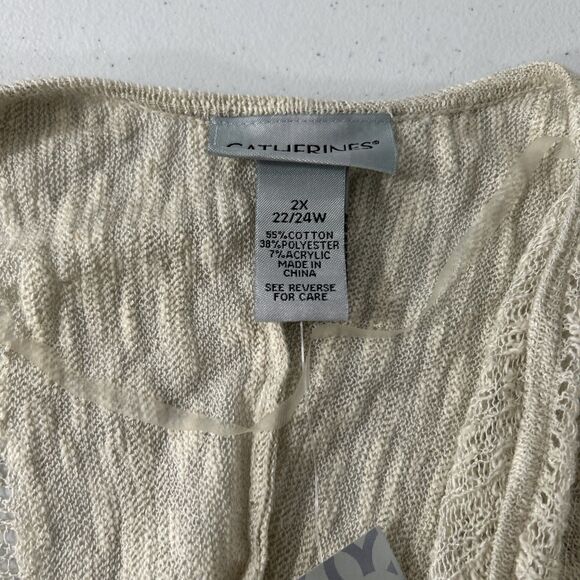 CATHERINES®
2X
22/24W
55%COTTON
38%POLYESTER
7%ACRYLIC
MADE IN
CHINA
SEE REVERSE
FOR CARE